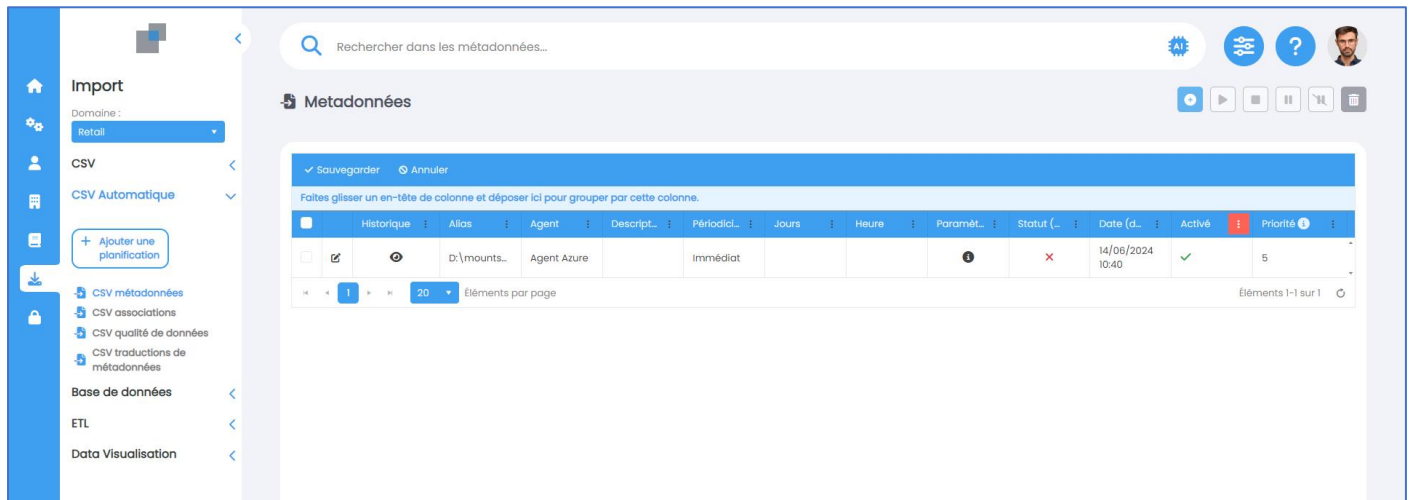 Rechercher dans les métadonnées...
AI
?
Import
Metadonnées
Domaine :
Retail
CSV
CSV Automatique
+ Ajouter une
planification
CSV métadonnées
CSV associations
CSV qualité de données
CSV traductions de
métadonnées
Base de données
ETL
Data Visualisation
Sauvegarder Annuler
Faites glisser un en-tête de colonne et déposer ici pour grouper par cette colonne.
Historique Alias Agent Descript... Périodici... Jours Heure Paramèt... Statut (... Date (d... Activé Priorité
D:\mounts... Agent Azure Immédiat 14/06/2024 5
10:40
1 20 Éléments par page Éléments 1-1 sur 1